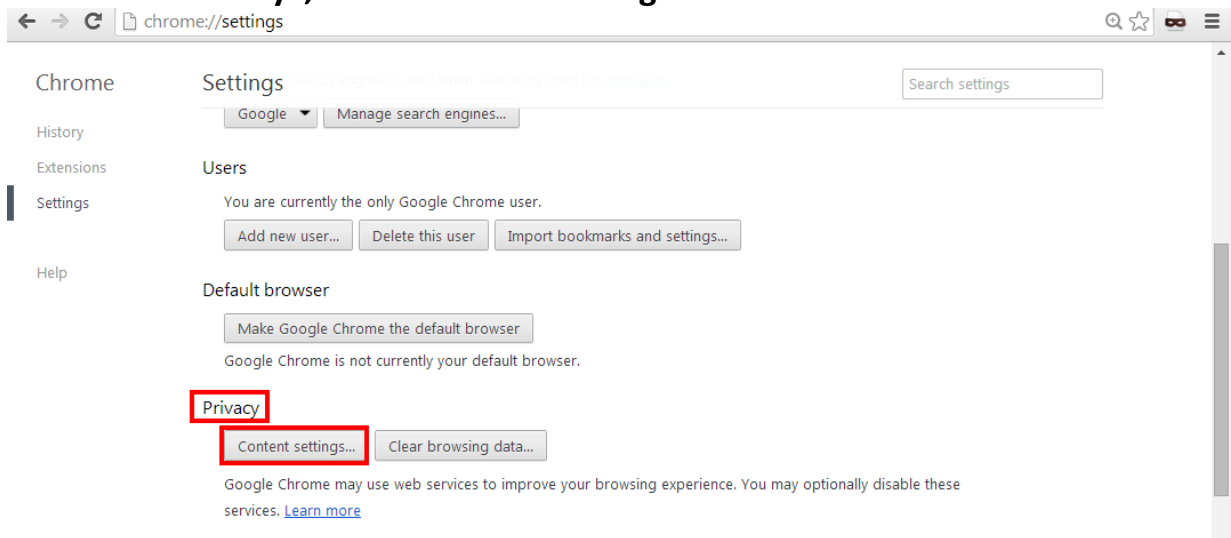 chrome://settings
Chrome
Settings
Search settings
Google
Manage search engines...
History
Extensions
Settings
Help
Users
You are currently the only Google Chrome user.
Add new user...
Delete this user
Import bookmarks and settings...
Default browser
Make Google Chrome the default browser
Google Chrome is not currently your default browser.
Privacy
Content settings...
Clear browsing data...
Google Chrome may use web services to improve your browsing experience. You may optionally disable these
services. Learn more